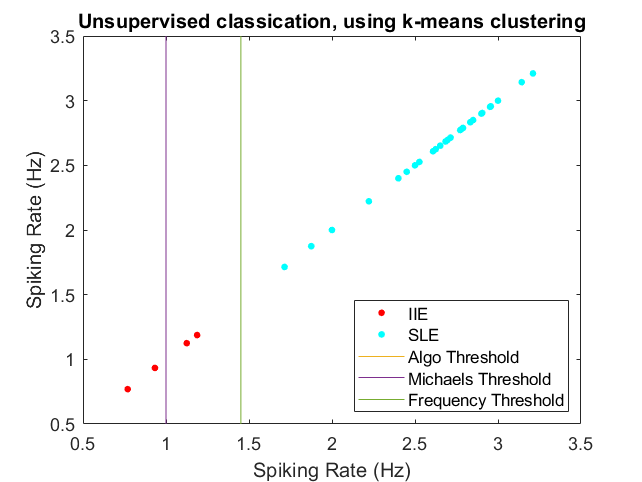 Unsupervised classication, using k-means clustering
3.5
3
2.5
2
1.5
1
0.5
Spiking Rate (Hz)
IIE
SLE
Algo Threshold
Michaels Threshold
Frequency Threshold
0.5 1 1.5 2 2.5 3 3.5
Spiking Rate (Hz)